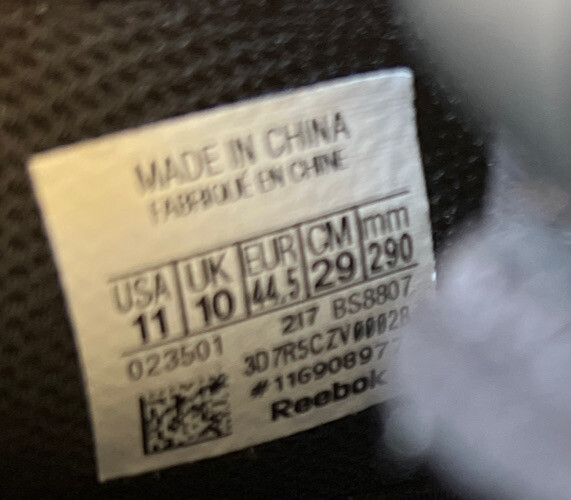 MADE IN CHINA
FABRIQUÉ EN CHINE
USA UK EUR CM mm
11 10 44.5 29 290
023501 217 BS8807
#11690897
Reebok